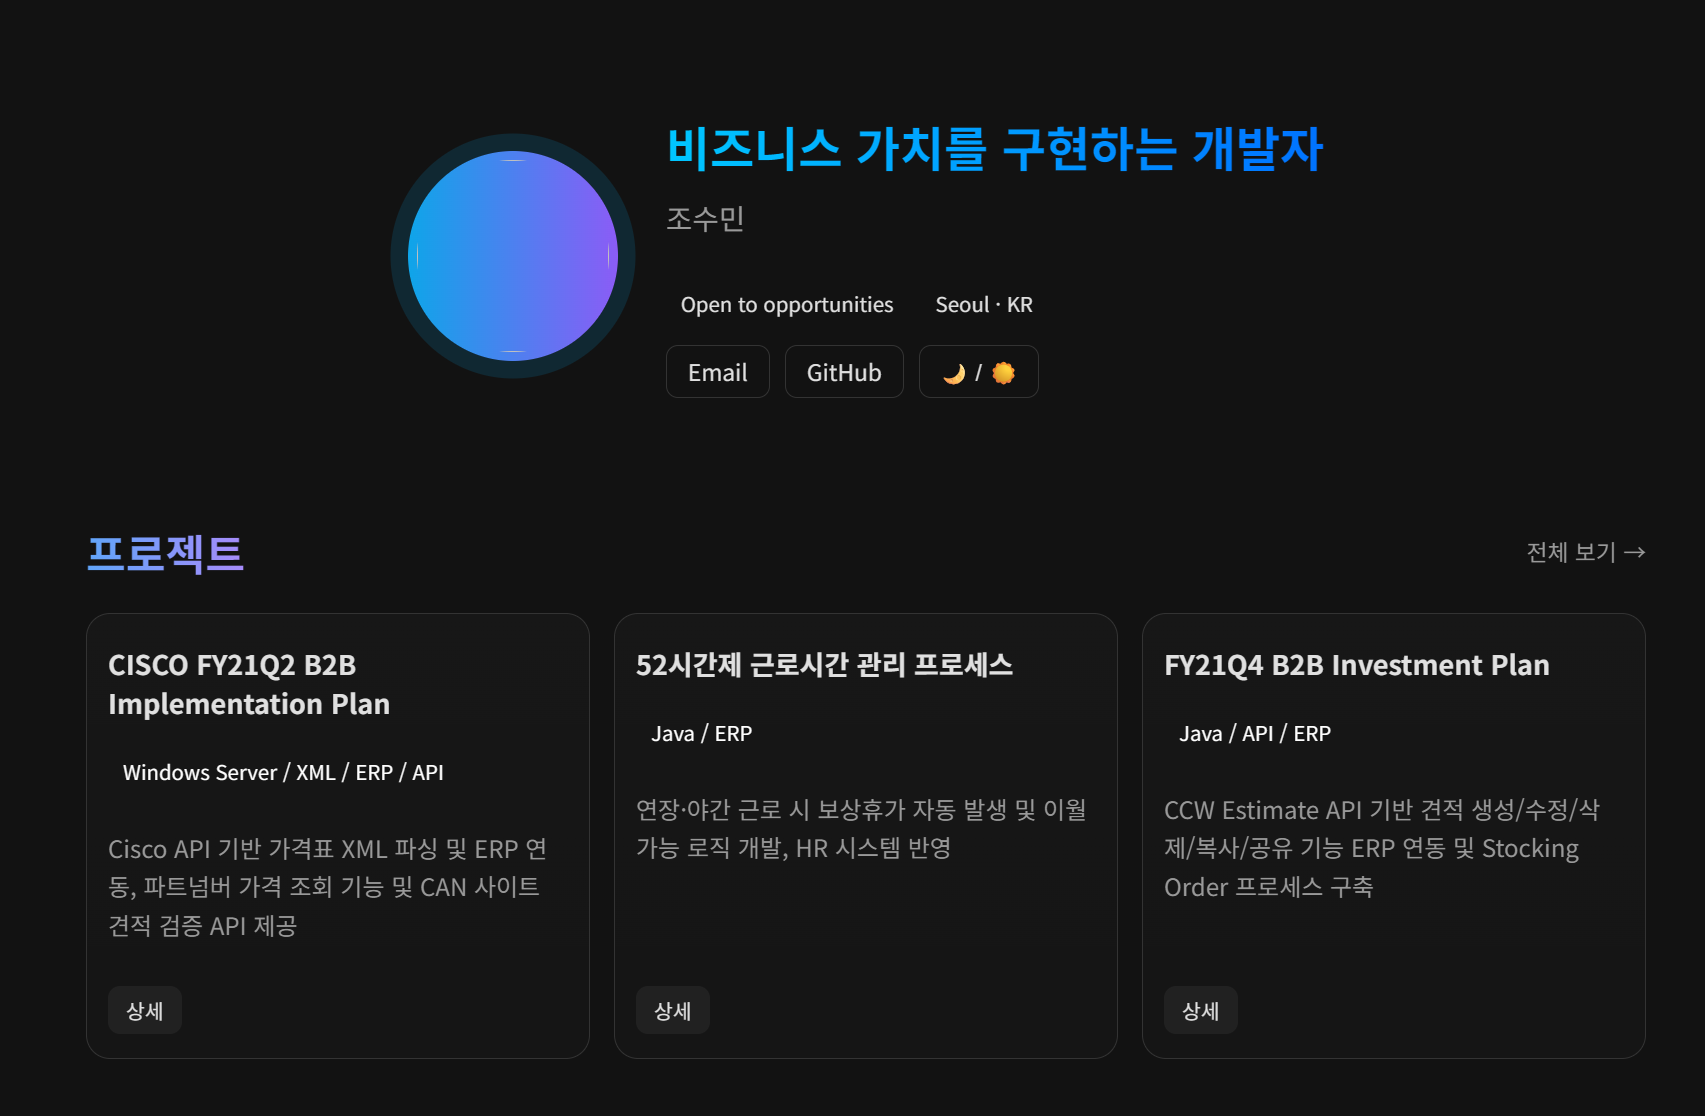 비즈니스 가치를 구현하는 개발자
조수민
Open to opportunities
Seoul · KR
Email
GitHub
🌙 / 🌞
프로젝트
전체 보기 →
CISCO FY21Q2 B2B
Implementation Plan
Windows Server / XML / ERP / API
Cisco API 기반 가격표 XML 파싱 및 ERP 연
동, 파트넘버 가격 조회 기능 및 CAN 사이트
견적 검증 API 제공
상세
52시간제 근로시간 관리 프로세스
Java / ERP
연장·야간 근로 시 보상휴가 자동 발생 및 이월
가능 로직 개발, HR 시스템 반영
상세
FY21Q4 B2B Investment Plan
Java / API / ERP
CCW Estimate API 기반 견적 생성/수정/삭
제/복사/공유 기능 ERP 연동 및 Stocking
Order 프로세스 구축
상세